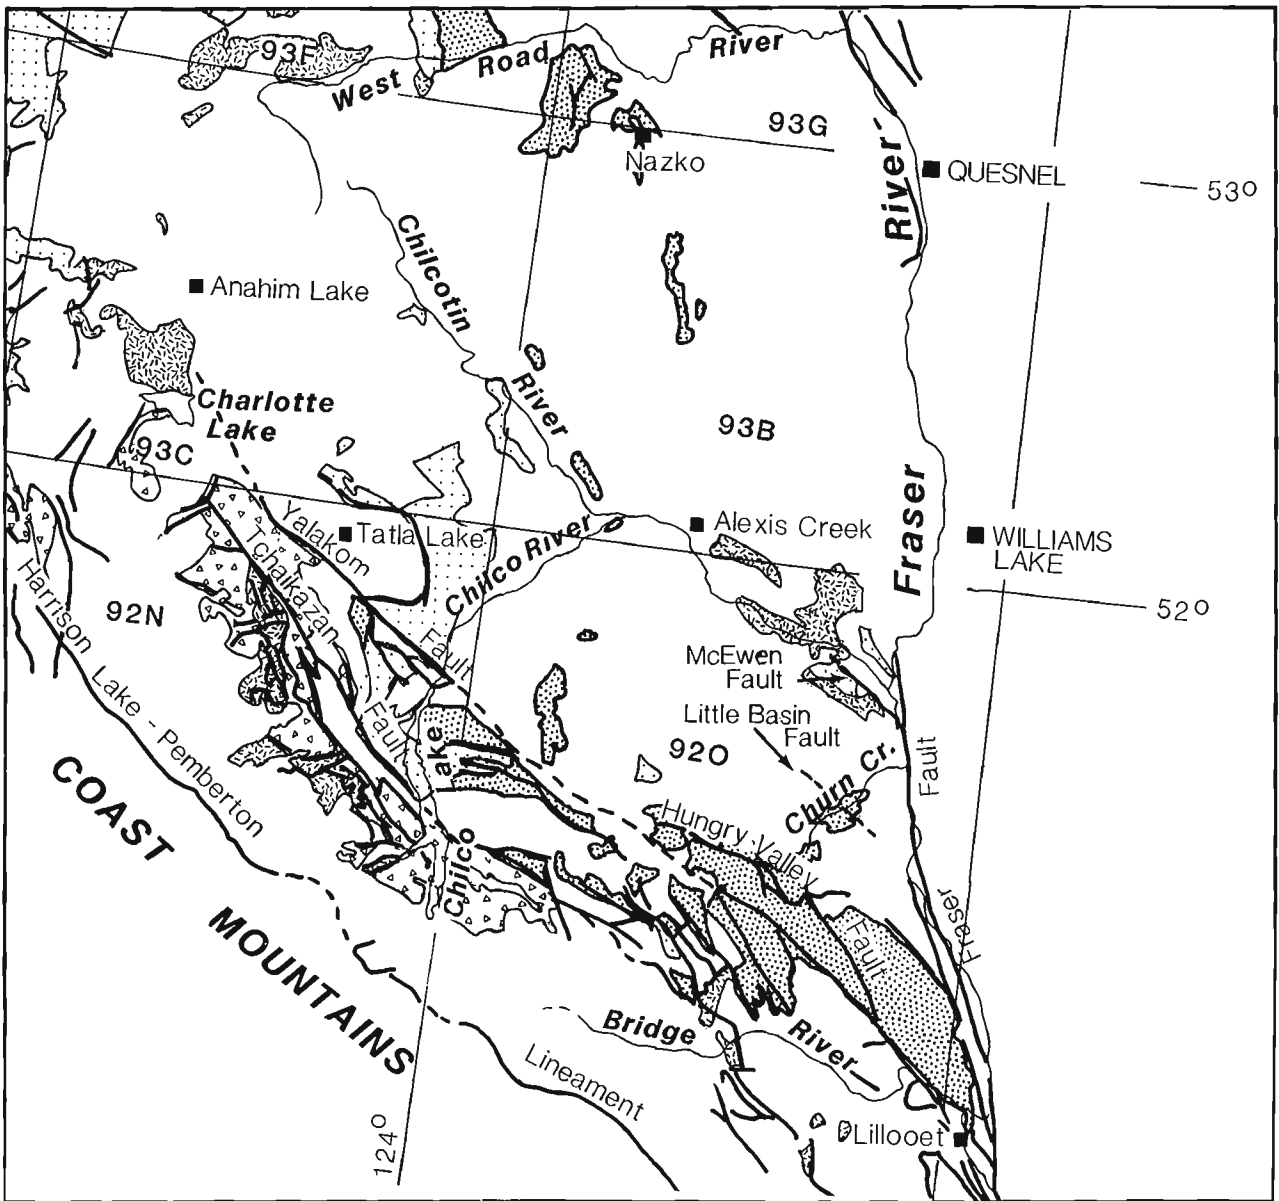 93F
West Road River
93G
Nazko
River
QUESNEL
53°
Chilcotin
Anahim Lake
River
Charlotte
Lake
93B
93C
Fraser
Yalakom
Tatla Lake
Alexis Creek
WILLIAMS
LAKE
Chilco River
Tchaikazan
Harrison Lake - Pemberton
92N
52°
Fault
McEwen
Fault
Little Basin
Fault
Fault
92O
Churn Cr.
Fault
COAST
Hungry Valley
Chilco
ake
MOUNTAINS
Fault
Fraser
Bridge River
Lineament
124°
Lillooet